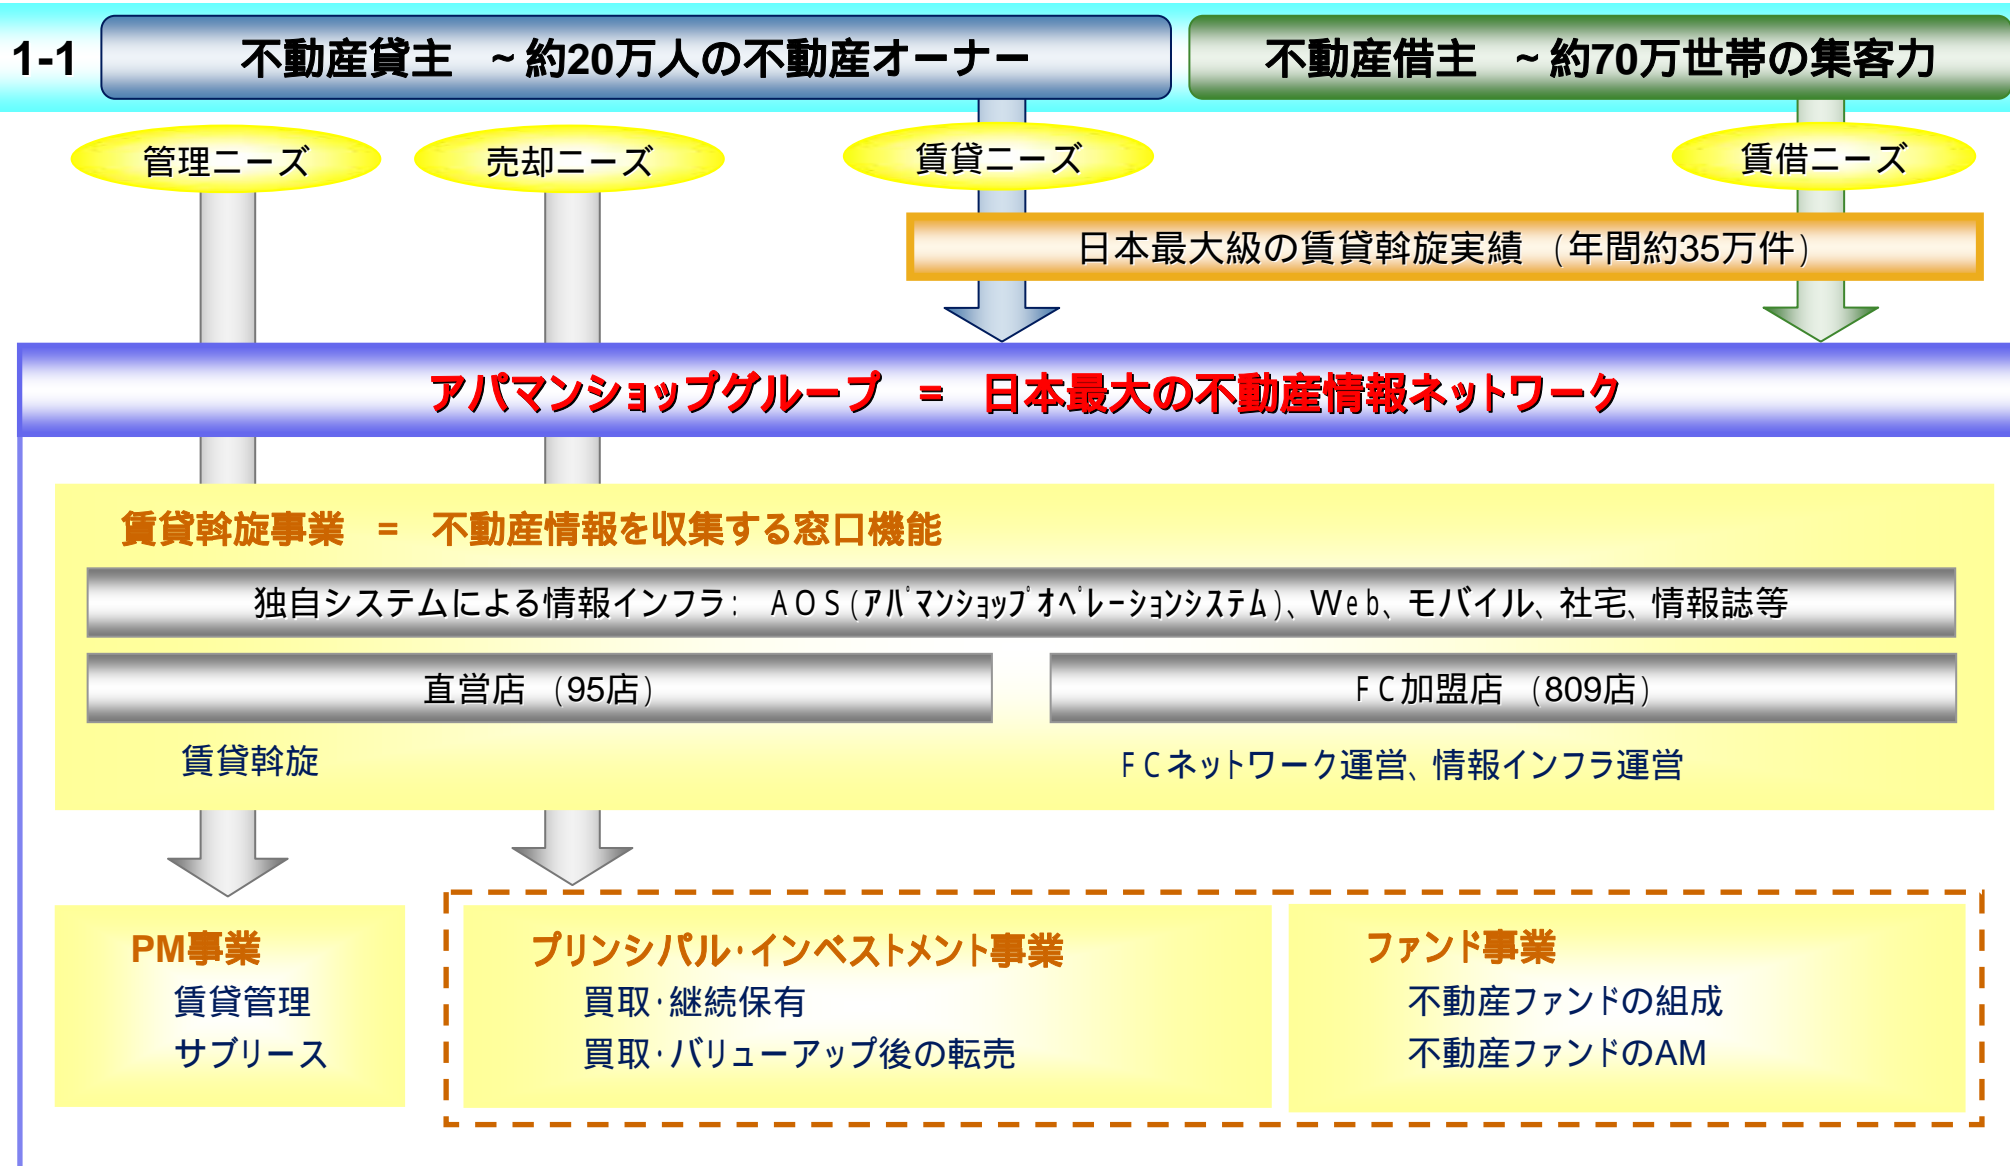 1-1
不動産貸主　~ 約20万人の不動産オーナー
不動産借主　~ 約70万世帯の集客力
管理ニーズ
売却ニーズ
賃貸ニーズ
賃借ニーズ
日本最大級の賃貸斡旋実績　(年間約35万件)
アパマンショップグループ　=　日本最大の不動産情報ネットワーク
賃貸斡旋事業　=　不動産情報を収集する窓口機能
独自システムによる情報インフラ:　ＡＯＳ(ｱﾊﾟﾏﾝｼｮｯﾌﾟｵﾍﾟﾚｰｼｮﾝｼｽﾃﾑ)、Ｗｅｂ、モバイル、社宅、情報誌等
直営店　(95店)
ＦＣ加盟店　(809店)
賃貸斡旋
ＦＣネットワーク運営、情報インフラ運営
PM事業
賃貸管理
サブリース
プリンシパル・インベストメント事業
買取・継続保有
買取・バリューアップ後の転売
ファンド事業
不動産ファンドの組成
不動産ファンドのAM